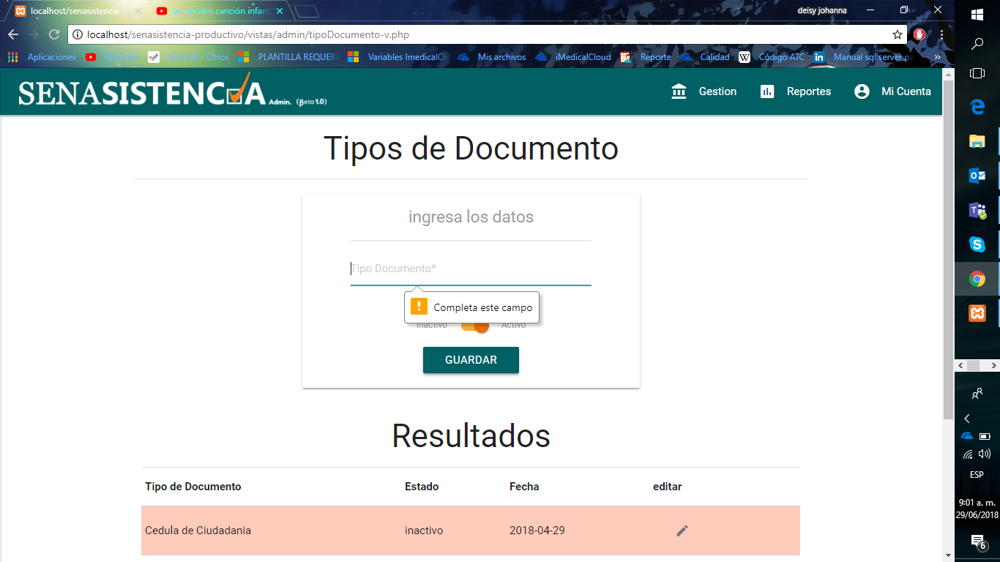 localhost/senasistencia-p
las vocales canción infant
deisy johanna
localhost/senasistencia-productivo/vistas/admin/tipoDocumento-v.php
Aplicaciones
YouTube
General - Casos
PLANTILLA REQUERI
Variables ImedicalCl
Mis archivos
iMedicalCloud
Reporte
Calidad
Código ATC
Manual sql server pa
»
SENASISTENCIA Admin. (βeta 1.0)
Gestion
Reportes
Mi Cuenta
Tipos de Documento
ingresa los datos
Tipo Documento*
Completa este campo
Inactivo
Activo
GUARDAR
Resultados
Tipo de Documento Estado Fecha editar
Cedula de Ciudadania inactivo 2018-04-29
ESP
9:01 a. m.
29/06/2018
6